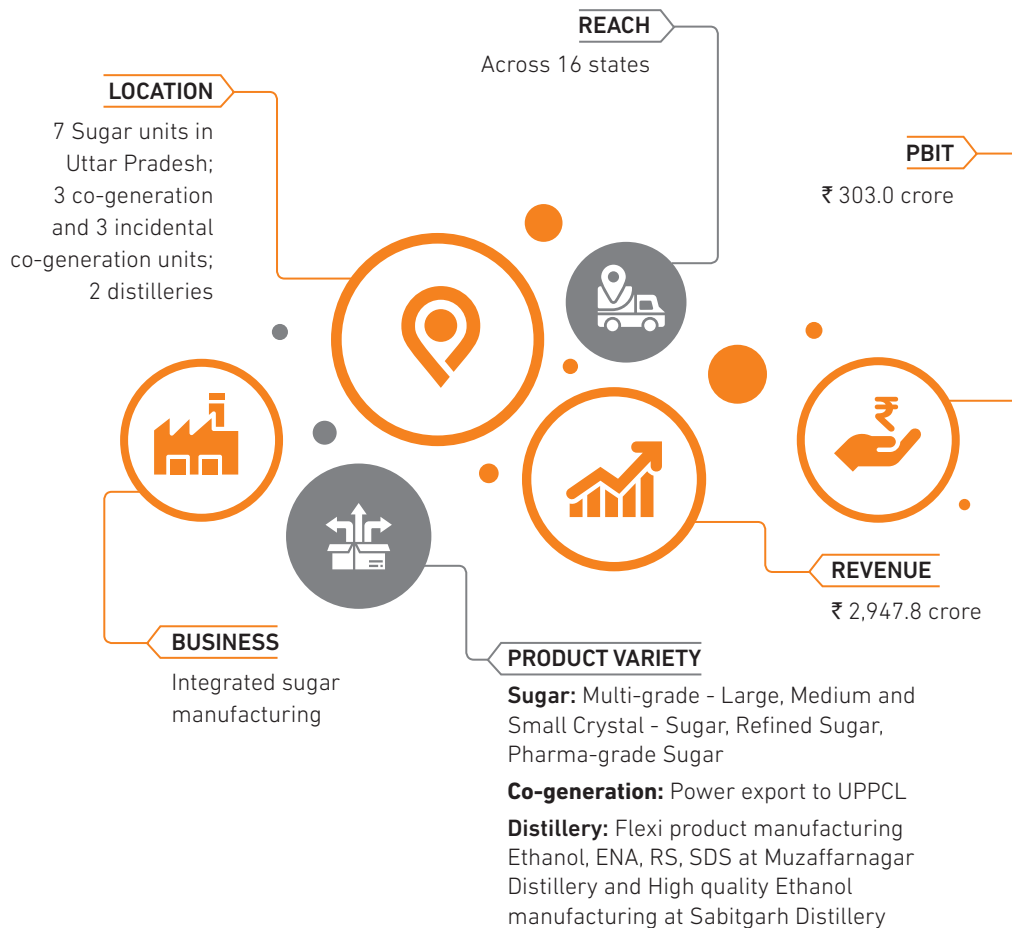 REACH
Across 16 states
LOCATION
7 Sugar units in
Uttar Pradesh;
3 co-generation
and 3 incidental
co-generation units;
2 distilleries
PBIT
₹ 303.0 crore
₹
REVENUE
₹ 2,947.8 crore
BUSINESS
Integrated sugar
manufacturing
PRODUCT VARIETY
Sugar: Multi-grade - Large, Medium and
Small Crystal - Sugar, Refined Sugar,
Pharma-grade Sugar
Co-generation: Power export to UPPCL
Distillery: Flexi product manufacturing
Ethanol, ENA, RS, SDS at Muzaffarnagar
Distillery and High quality Ethanol
manufacturing at Sabitgarh Distillery